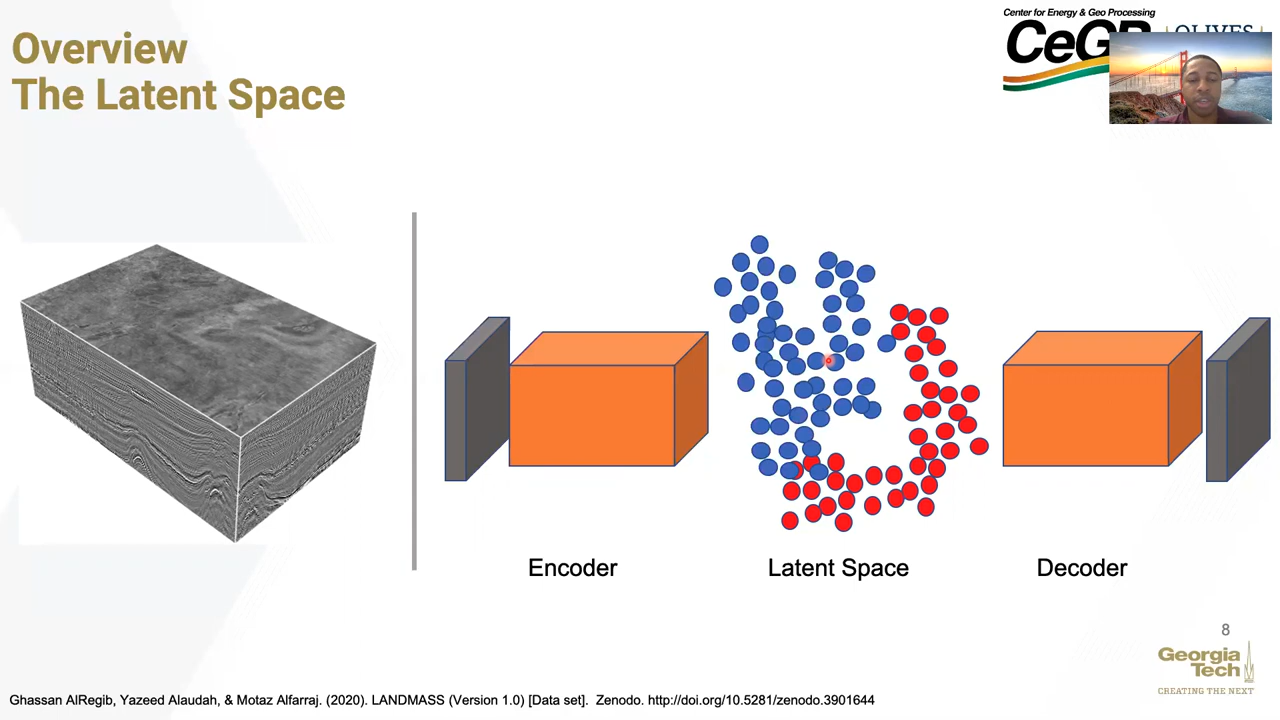 Overview
The Latent Space
Center for Energy & Geo Processing
OLIVES
Encoder
Latent Space
Decoder
8
Georgia
Tech
CREATING THE NEXT
Ghassan AlRegib, Yazeed Alaudah, & Motaz Alfarraj. (2020). LANDMASS (Version 1.0) [Data set]. Zenodo. http://doi.org/10.5281/zenodo.3901644